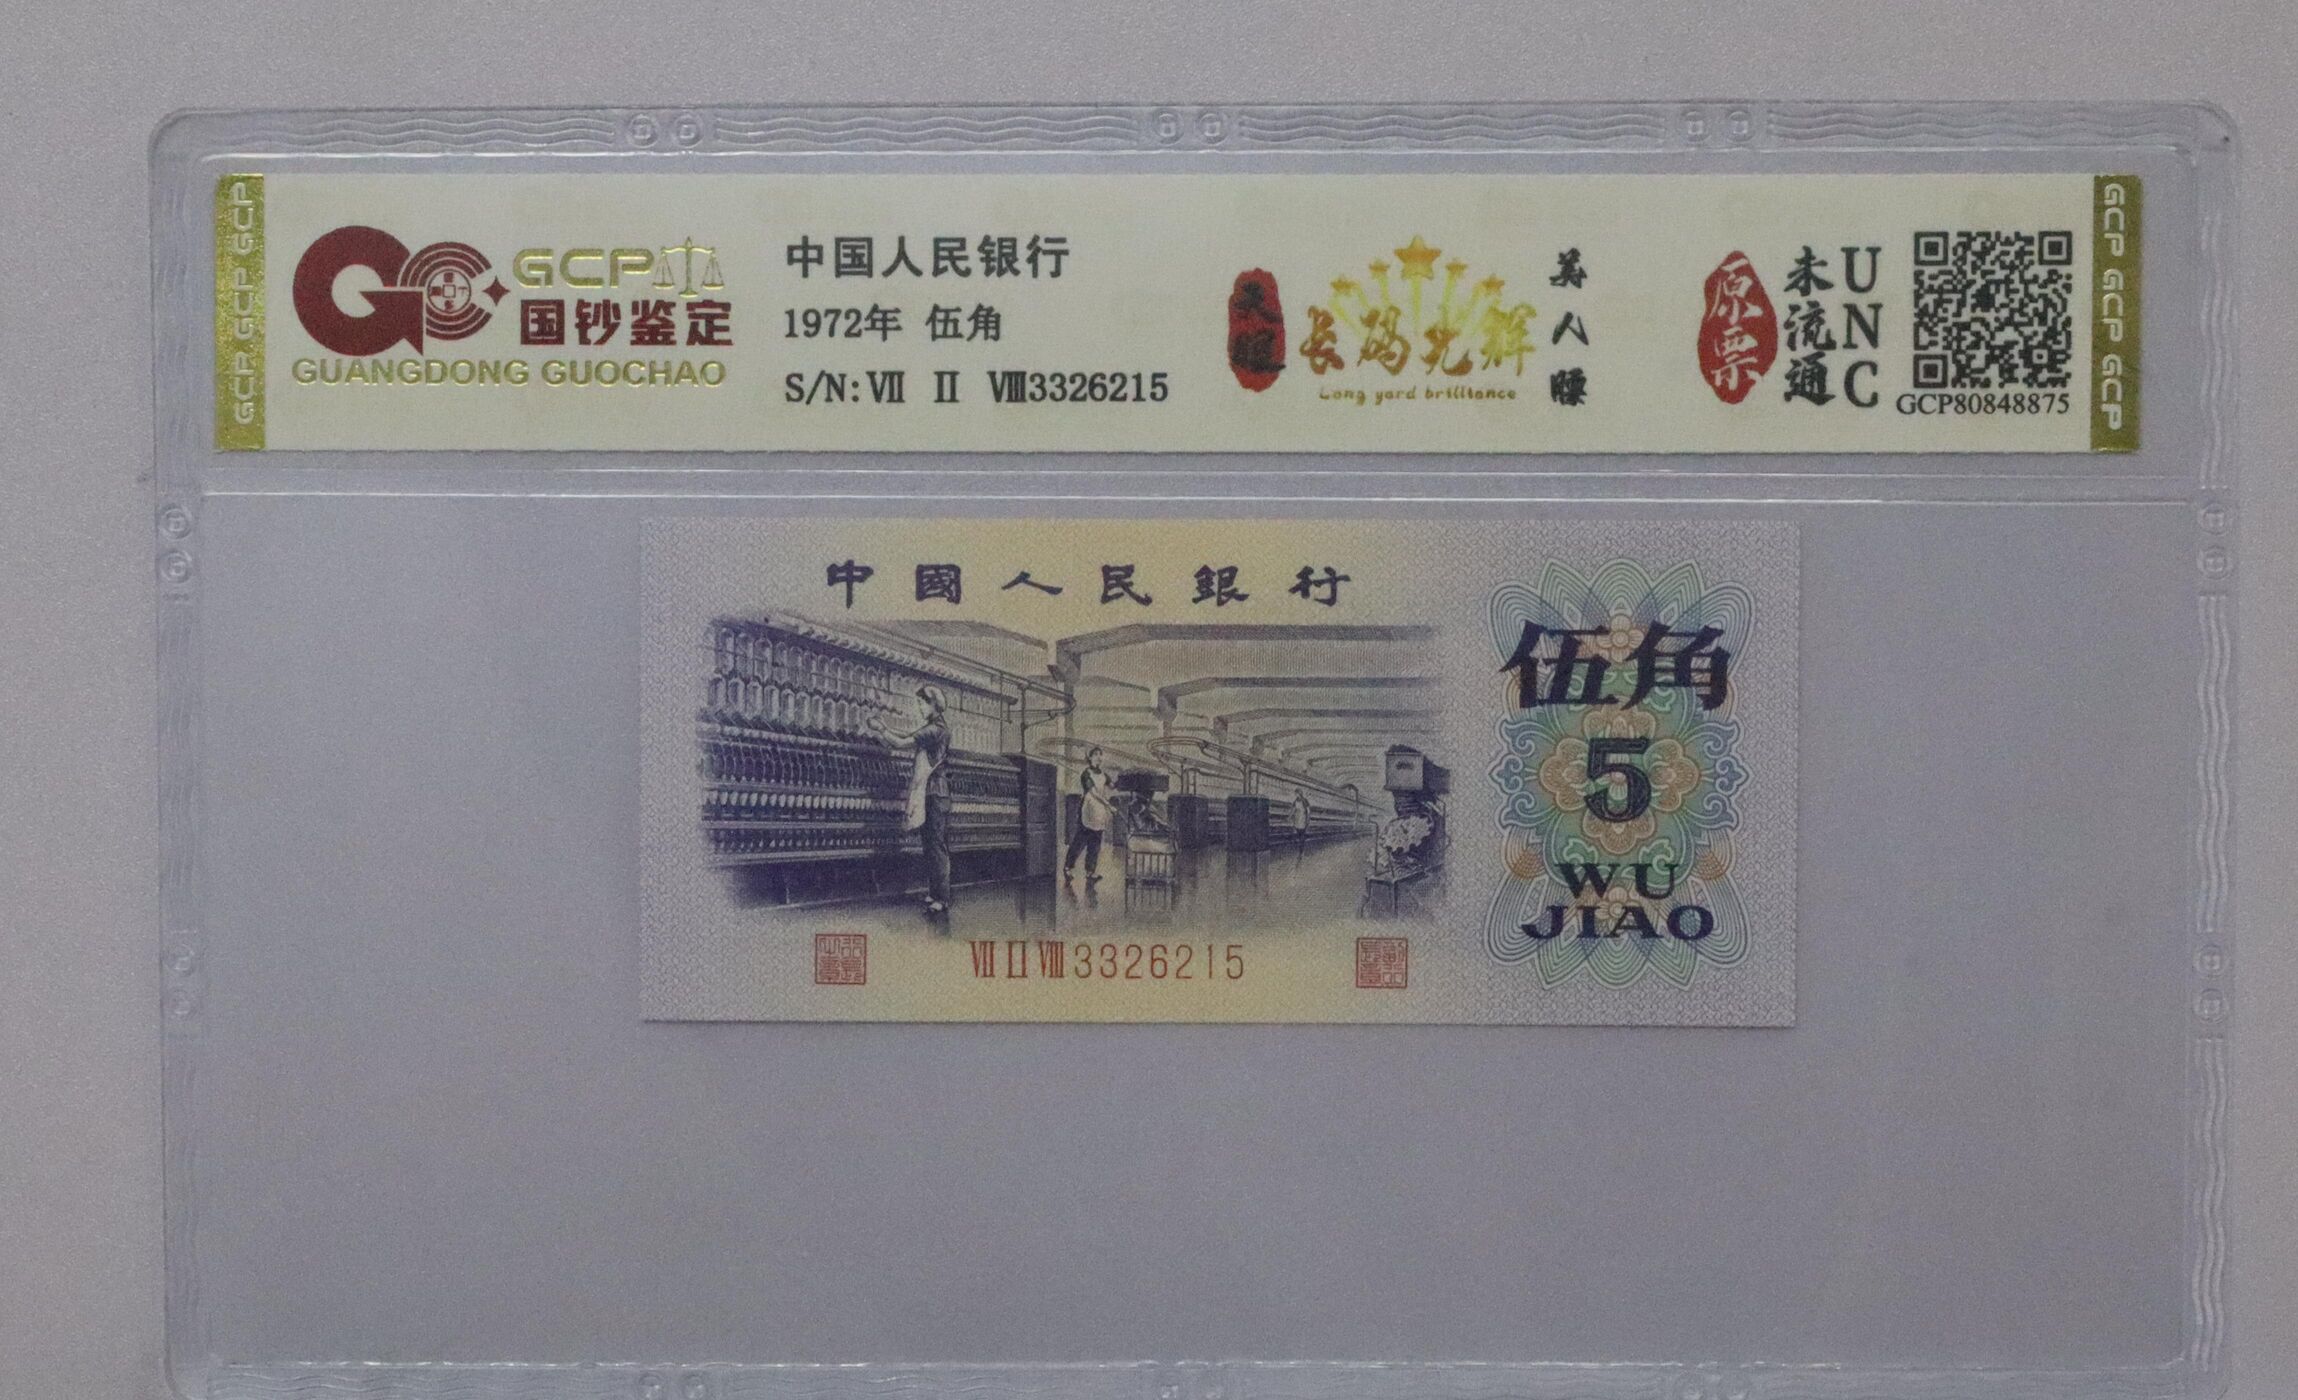 GCP GCP GCP
GCP
国钞鉴定
GUANGDONG GUOCHAO
中国人民银行
1972年 伍角
S/N:Ⅶ Ⅱ Ⅷ3326215
长码光辉
Long yard brilliance
原票
未流通
UNC
GCP80848875
GCP GCP GCP
中國人民銀行
伍角
5
WU
JIAO
Ⅶ Ⅱ Ⅷ 3326215